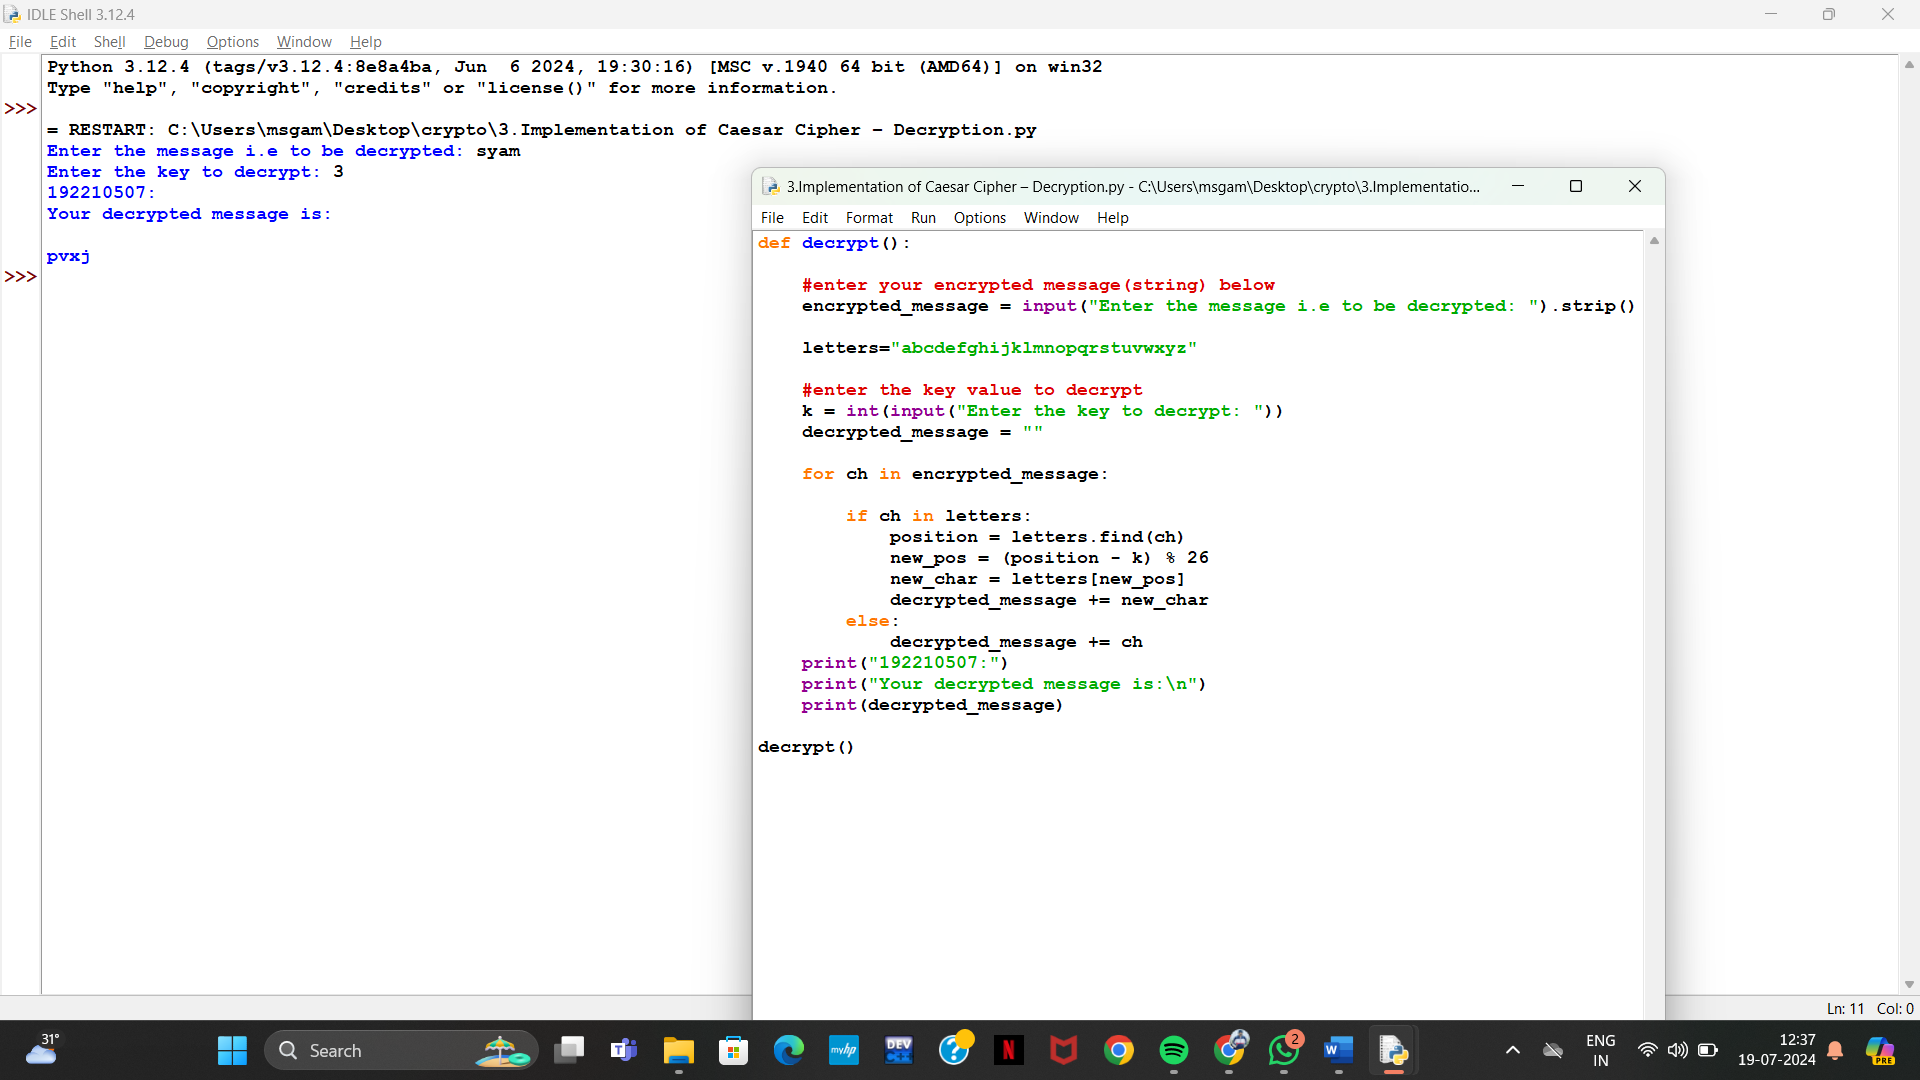 IDLE Shell 3.12.4
File Edit Shell Debug Options Window Help
Python 3.12.4 (tags/v3.12.4:8e8a4ba, Jun  6 2024, 19:30:16) [MSC v.1940 64 bit (AMD64)] on win32
Type "help", "copyright", "credits" or "license()" for more information.
>>>
= RESTART: C:\Users\msgam\Desktop\crypto\3.Implementation of Caesar Cipher – Decryption.py
Enter the message i.e to be decrypted: syam
Enter the key to decrypt: 3
192210507:
Your decrypted message is:
pvxj
>>>
3.Implementation of Caesar Cipher – Decryption.py - C:\Users\msgam\Desktop\crypto\3.Implementatio...
File Edit Format Run Options Window Help
def decrypt():
    #enter your encrypted message(string) below
    encrypted_message = input("Enter the message i.e to be decrypted: ").strip()
    letters="abcdefghijklmnopqrstuvwxyz"
    #enter the key value to decrypt
    k = int(input("Enter the key to decrypt: "))
    decrypted_message = ""
    for ch in encrypted_message:
        if ch in letters:
            position = letters.find(ch)
            new_pos = (position - k) % 26
            new_char = letters[new_pos]
            decrypted_message += new_char
        else:
            decrypted_message += ch
    print("192210507:")
    print("Your decrypted message is:\n")
    print(decrypted_message)
decrypt()
Ln: 11 Col: 0
31°
Search
myhp
DEV C++
N
2
ENG
IN
12:37
19-07-2024
PRE